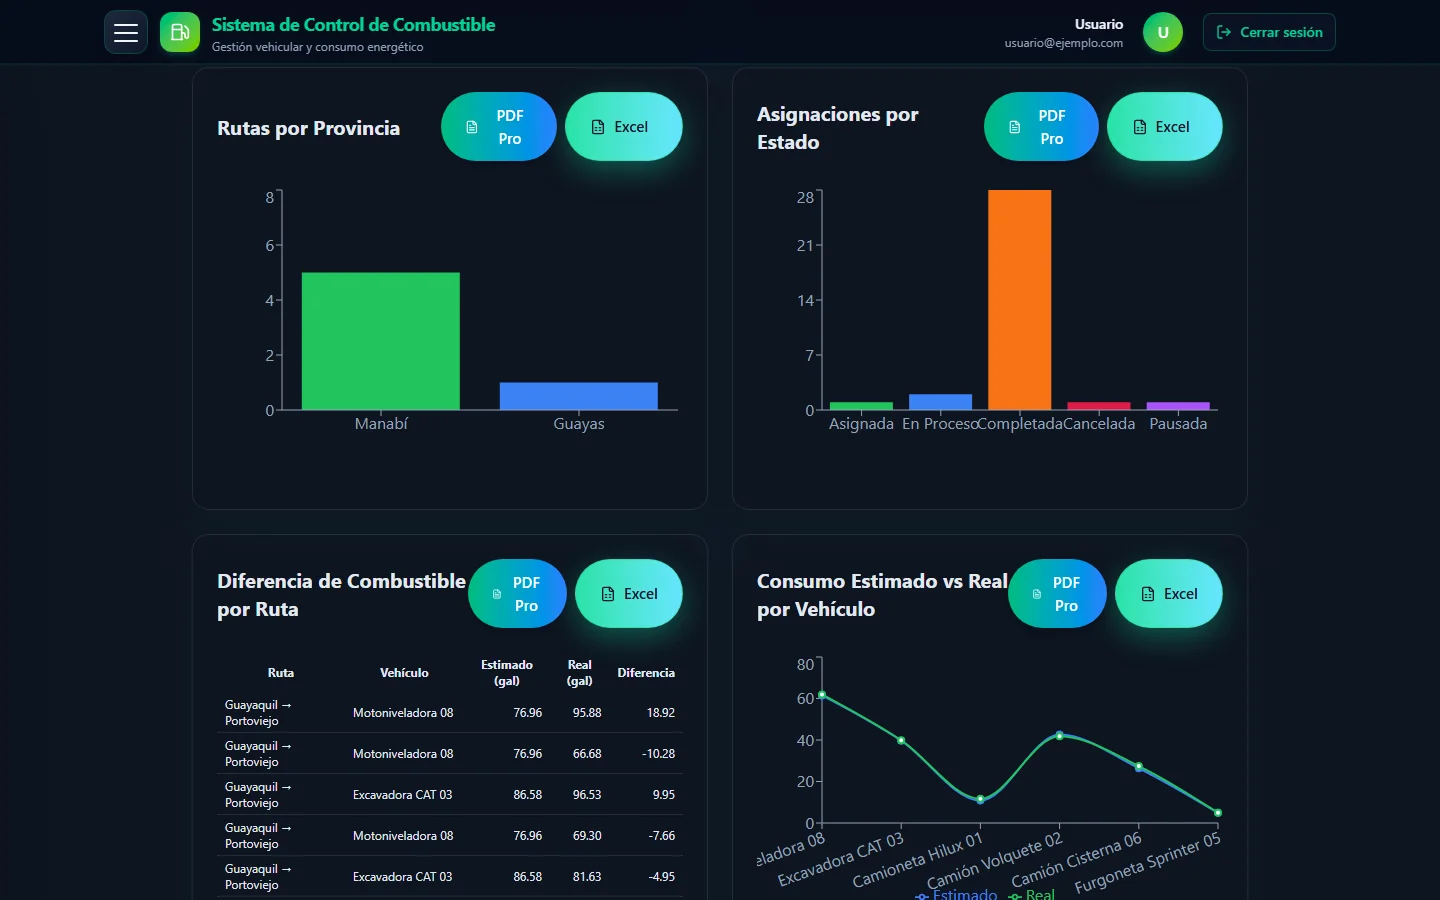 Sistema de Control de Combustible
Gestión vehicular y consumo energético
Usuario
usuario@ejemplo.com
U
Cerrar sesión
Rutas por Provincia
PDF
Pro
Excel
8
6
4
2
0
Manabí
Guayas
Asignaciones por
Estado
PDF
Pro
Excel
28
21
14
7
0
Asignada
En Proceso
Completada
Cancelada
Pausada
Diferencia de Combustible
por Ruta
PDF
Pro
Excel
Ruta Vehículo Estimado (gal) Real (gal) Diferencia
Guayaquil →
Portoviejo
Motoniveladora 08 76.96 95.88 18.92
Guayaquil →
Portoviejo
Motoniveladora 08 76.96 66.68 -10.28
Guayaquil →
Portoviejo
Excavadora CAT 03 86.58 96.53 9.95
Guayaquil →
Portoviejo
Motoniveladora 08 76.96 69.30 -7.66
Guayaquil →
Portoviejo
Excavadora CAT 03 86.58 81.63 -4.95
Consumo Estimado vs Real
por Vehículo
PDF
Pro
Excel
80
60
40
20
0
eladora 08
Excavadora CAT 03
Camioneta Hilux 01
Camión Volquete 02
Camión Cisterna 06
Furgoneta Sprinter 05
Estimado
Real